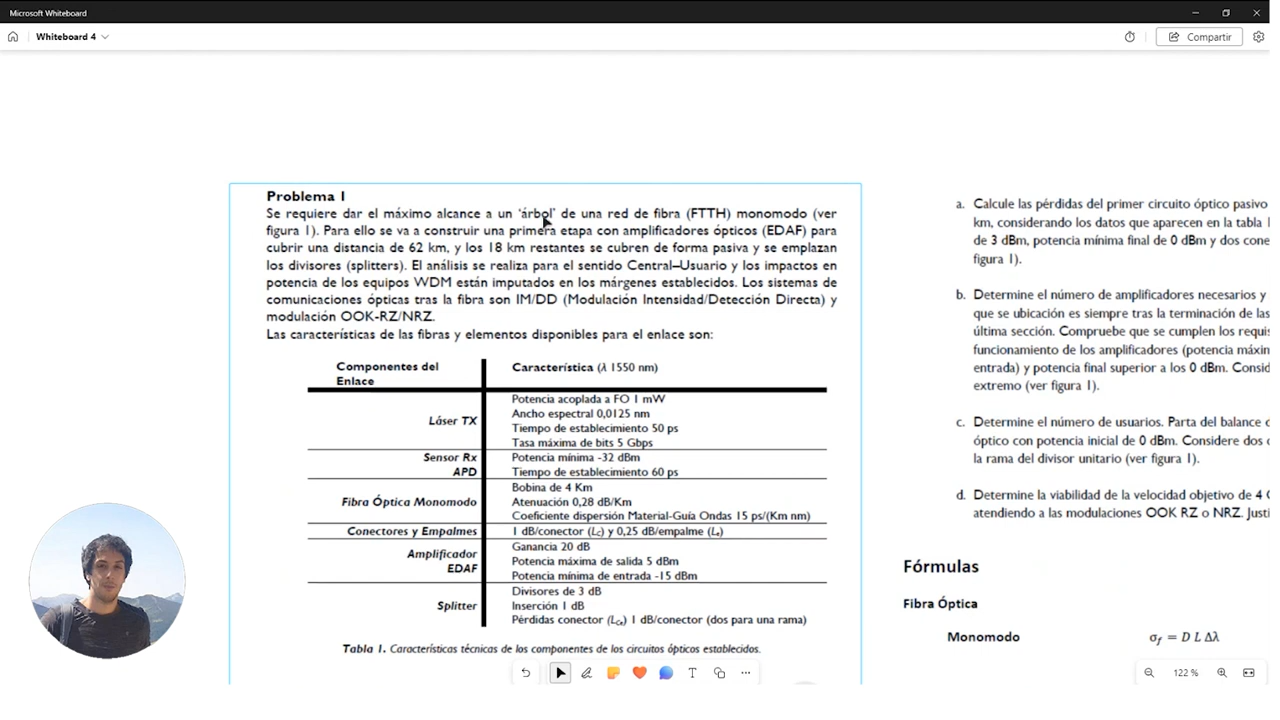 Microsoft Whiteboard
Whiteboard 4
Compartir
Problema 1
Se requiere dar el máximo alcance a un ‘árbol’ de una red de fibra (FTTH) monomodo (ver
figura 1). Para ello se va a construir una primera etapa con amplificadores ópticos (EDAF) para
cubrir una distancia de 62 km, y los 18 km restantes se cubren de forma pasiva y se emplazan
los divisores (splitters). El análisis se realiza para el sentido Central–Usuario y los impactos en
potencia de los equipos WDM están imputados en los márgenes establecidos. Los sistemas de
comunicaciones ópticas tras la fibra son IM/DD (Modulación Intensidad/Detección Directa) y
modulación OOK-RZ/NRZ.
Las características de las fibras y elementos disponibles para el enlace son:
Componentes del
Enlace
Característica (λ 1550 nm)
Láser TX
Potencia acoplada a FO 1 mW
Ancho espectral 0,0125 nm
Tiempo de establecimiento 50 ps
Tasa máxima de bits 5 Gbps
Sensor Rx
APD
Potencia mínima -32 dBm
Tiempo de establecimiento 60 ps
Fibra Óptica Monomodo
Bobina de 4 Km
Atenuación 0,28 dB/Km
Coeficiente dispersión Material-Guía Ondas 15 ps/(Km nm)
Conectores y Empalmes
1 dB/conector (Lc) y 0,25 dB/empalme (Le)
Amplificador
EDAF
Ganancia 20 dB
Potencia máxima de salida 5 dBm
Potencia mínima de entrada -15 dBm
Splitter
Divisores de 3 dB
Inserción 1 dB
Pérdidas conector (LCe) 1 dB/conector (dos para una rama)
Tabla 1. Características técnicas de los componentes de los circuitos ópticos establecidos.
a. Calcule las pérdidas del primer circuito óptico pasivo
km, considerando los datos que aparecen en la tabla 1
de 3 dBm, potencia mínima final de 0 dBm y dos cone
figura 1).
b. Determine el número de amplificadores necesarios y
que se ubicación es siempre tras la terminación de las
última sección. Compruebe que se cumplen los requis
funcionamiento de los amplificadores (potencia máxin
entrada) y potencia final superior a los 0 dBm. Consid
extremo (ver figura 1).
c. Determine el número de usuarios. Parta del balance d
óptico con potencia inicial de 0 dBm. Considere dos c
la rama del divisor unitario (ver figura 1).
d. Determine la viabilidad de la velocidad objetivo de 4 G
atendiendo a las modulaciones OOK RZ o NRZ. Justi
Fórmulas
Fibra Óptica
Monomodo
σf = D L Δλ
122 %